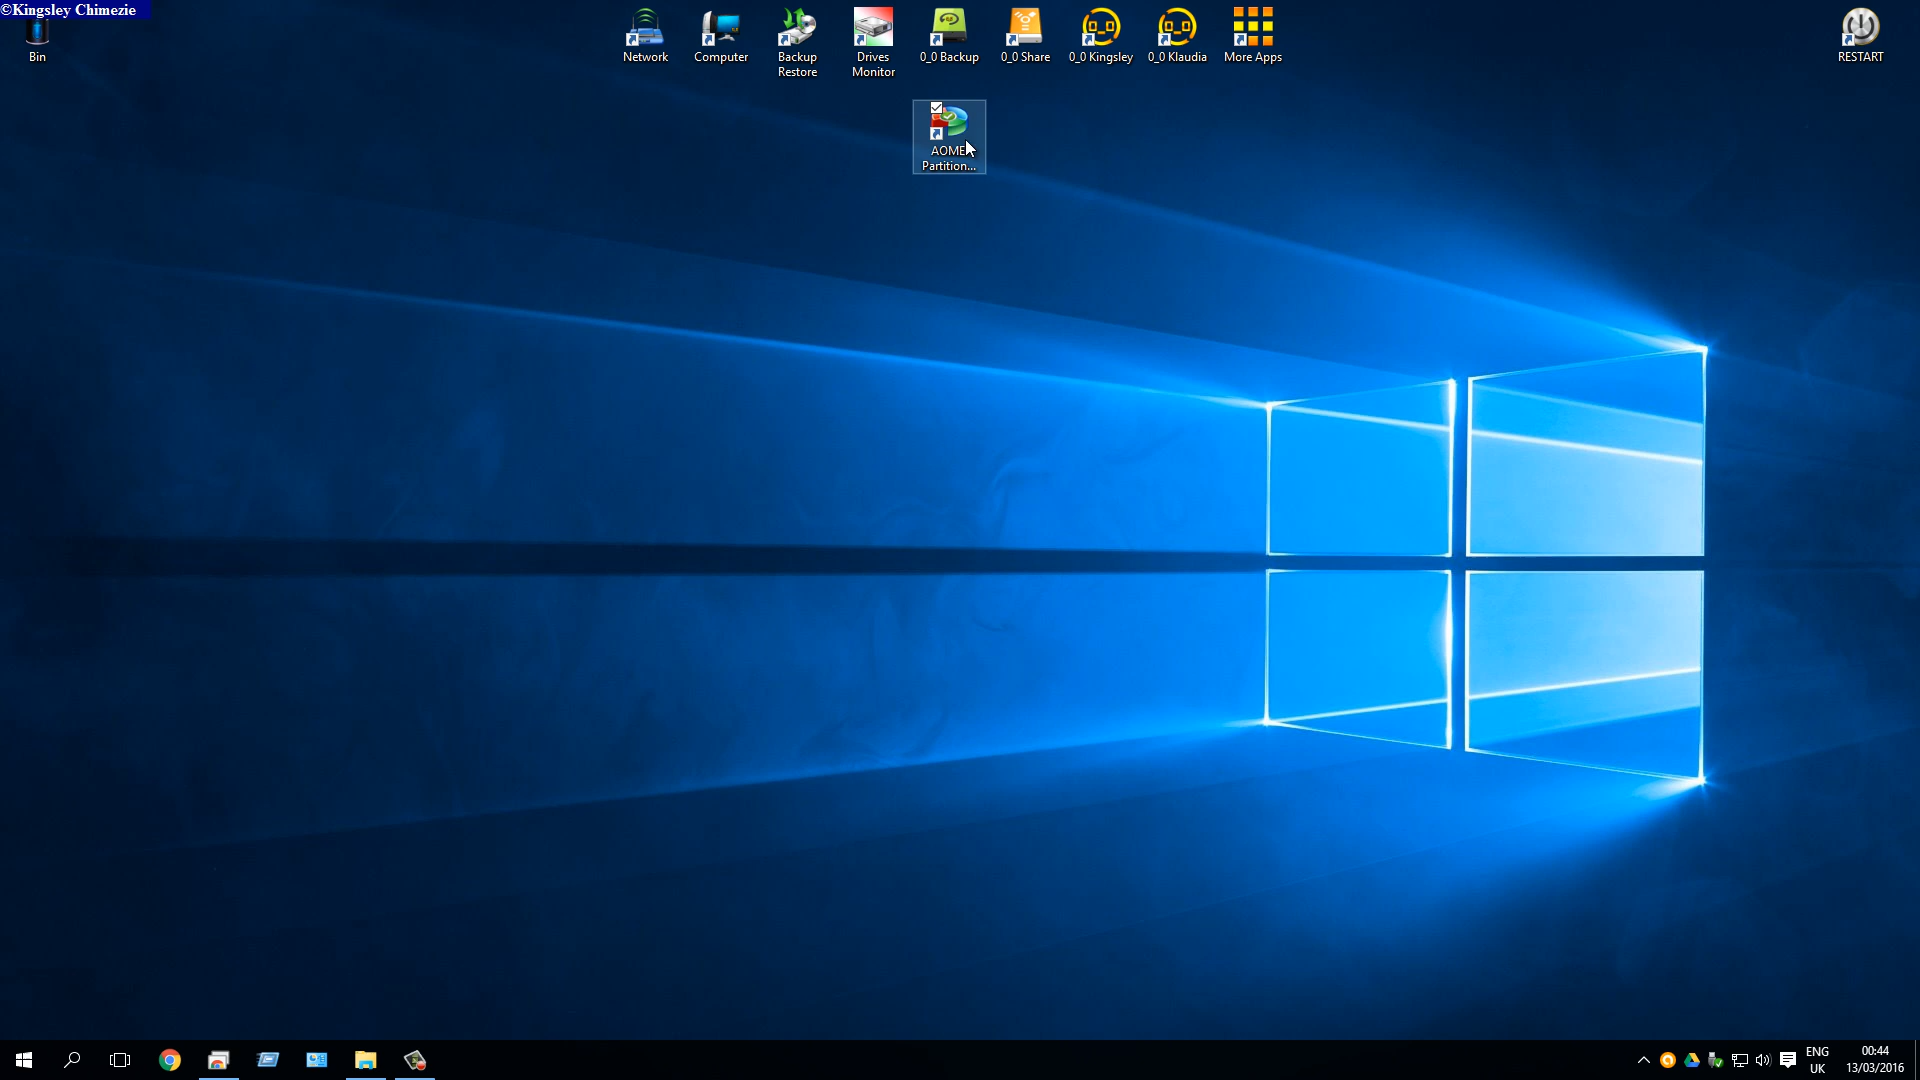 ©Kingsley Chimezie
Bin
Network
Computer
Backup
Restore
Drives
Monitor
0_0 Backup
0_0 Share
0_0 Kingsley
0_0 Klaudia
More Apps
RESTART
AOMEI
Partition...
ENG
UK
00:44
13/03/2016